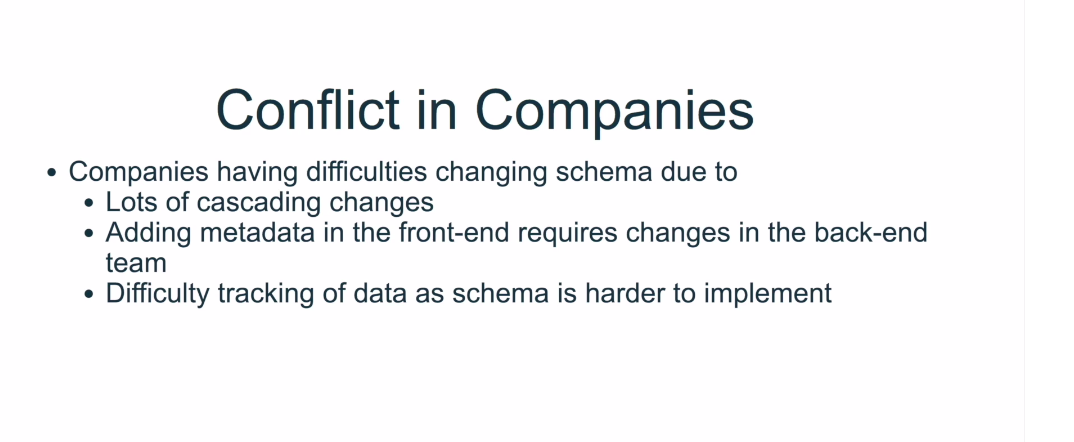 Conflict in Companies
• Companies having difficulties changing schema due to
• Lots of cascading changes
• Adding metadata in the front-end requires changes in the back-end
team
• Difficulty tracking of data as schema is harder to implement